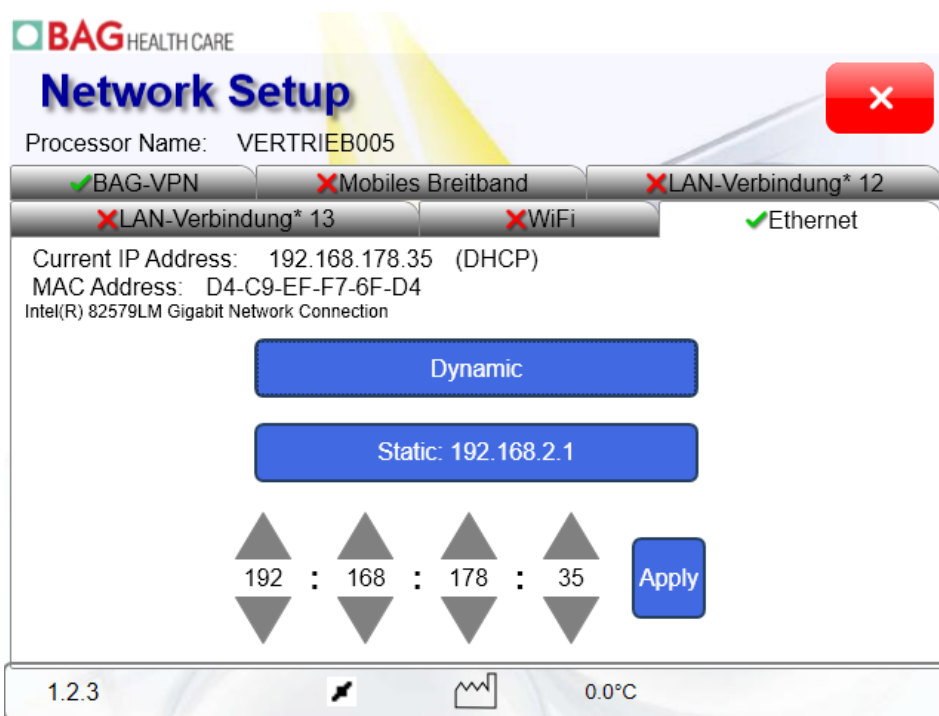 BAG HEALTH CARE
Network Setup
Processor Name: VERTRIEB005
BAG-VPN Mobiles Breitband LAN-Verbindung* 12
LAN-Verbindung* 13 WiFi Ethernet
Current IP Address: 192.168.178.35 (DHCP)
MAC Address: D4-C9-EF-F7-6F-D4
Intel(R) 82579LM Gigabit Network Connection
Dynamic
Static: 192.168.2.1
192 : 168 : 178 : 35 Apply
1.2.3 0.0°C